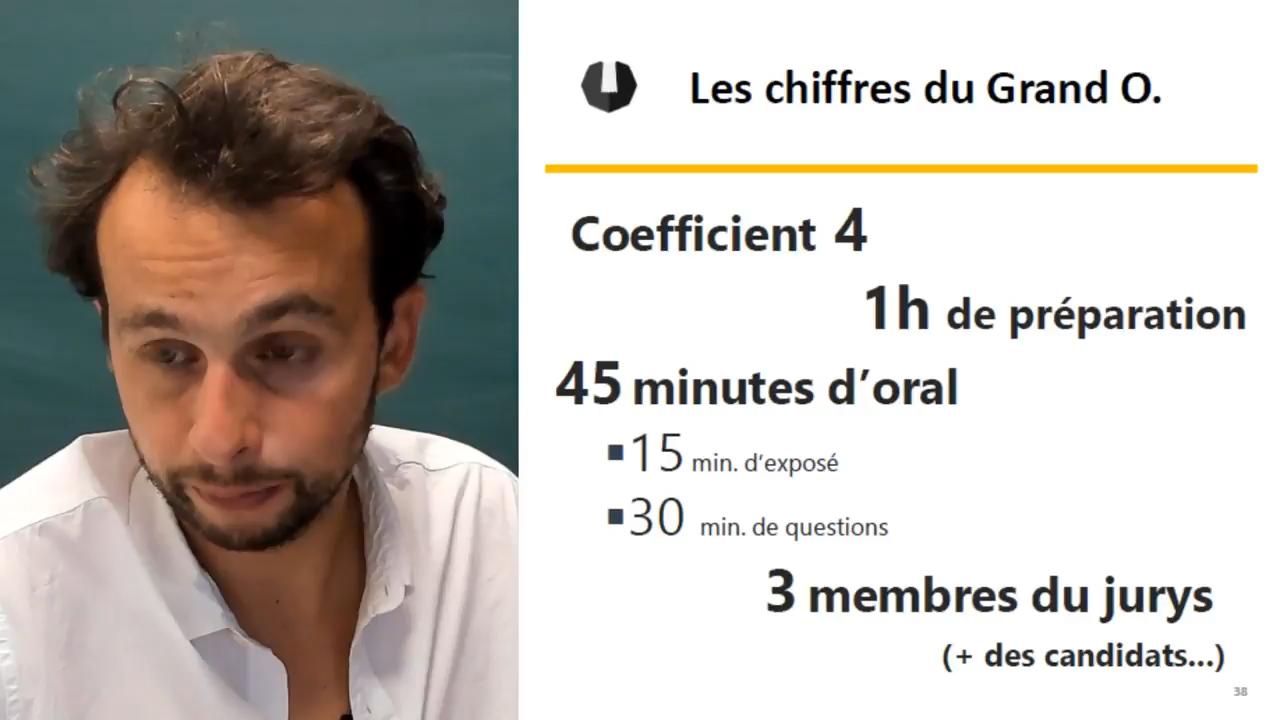 Les chiffres du Grand O.
Coefficient 4
1h de préparation
45 minutes d’oral
▪15 min. d’exposé
▪30 min. de questions
3 membres du jurys
(+ des candidats...)
38